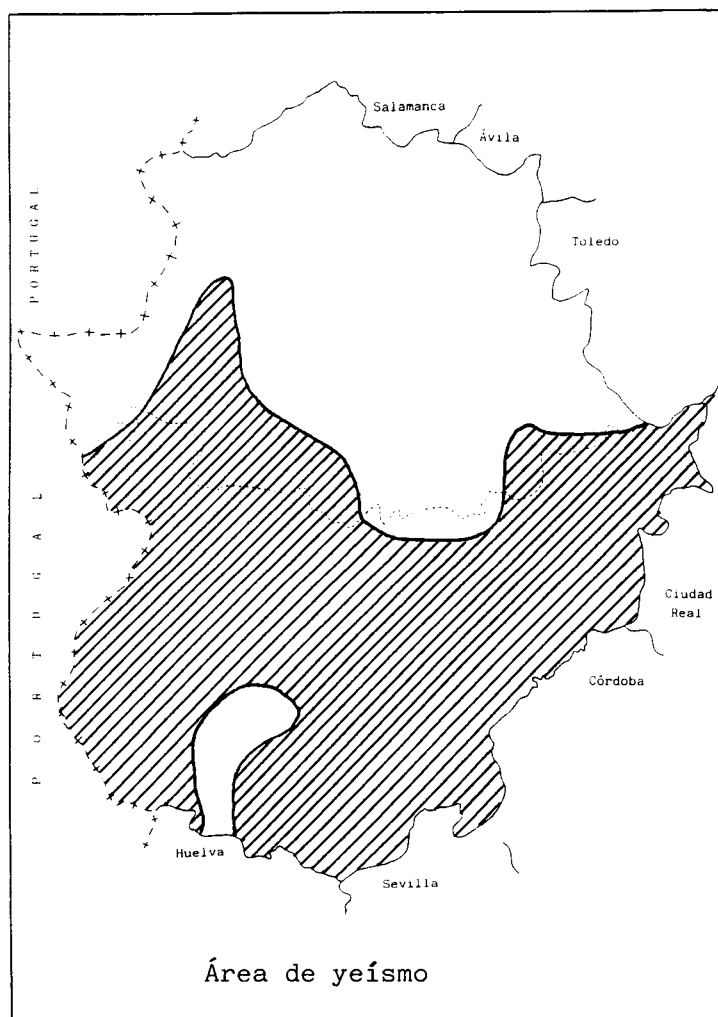 Salamanca
Ávila
PORTUGAL
Toledo
PORTUGAL
Ciudad
Real
Córdoba
Huelva
Sevilla
Área de yeísmo